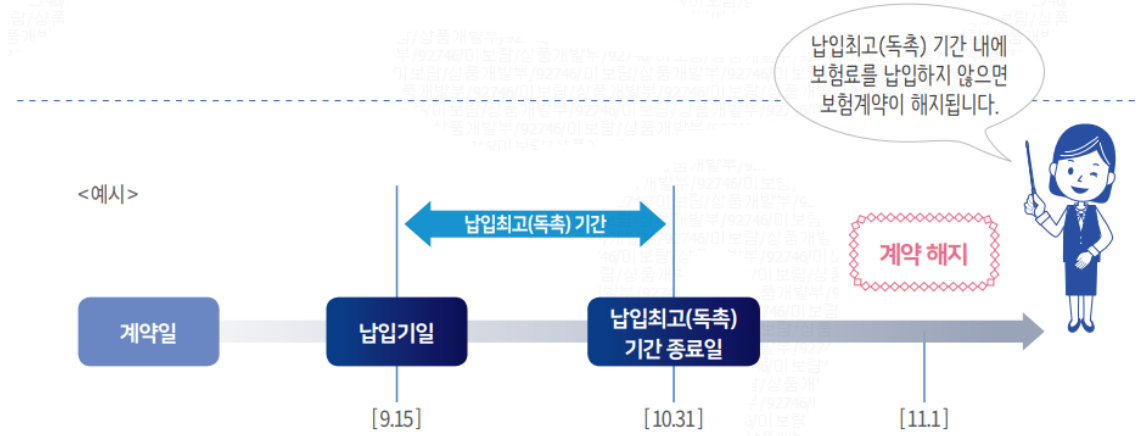 납입최고(독촉) 기간 내에
보험료를 납입하지 않으면
보험계약이 해지됩니다.
<예시>
납입최고(독촉) 기간
계약 해지
계약일
납입기일
납입최고(독촉)
기간 종료일
[9.15]
[10.31]
[11.1]